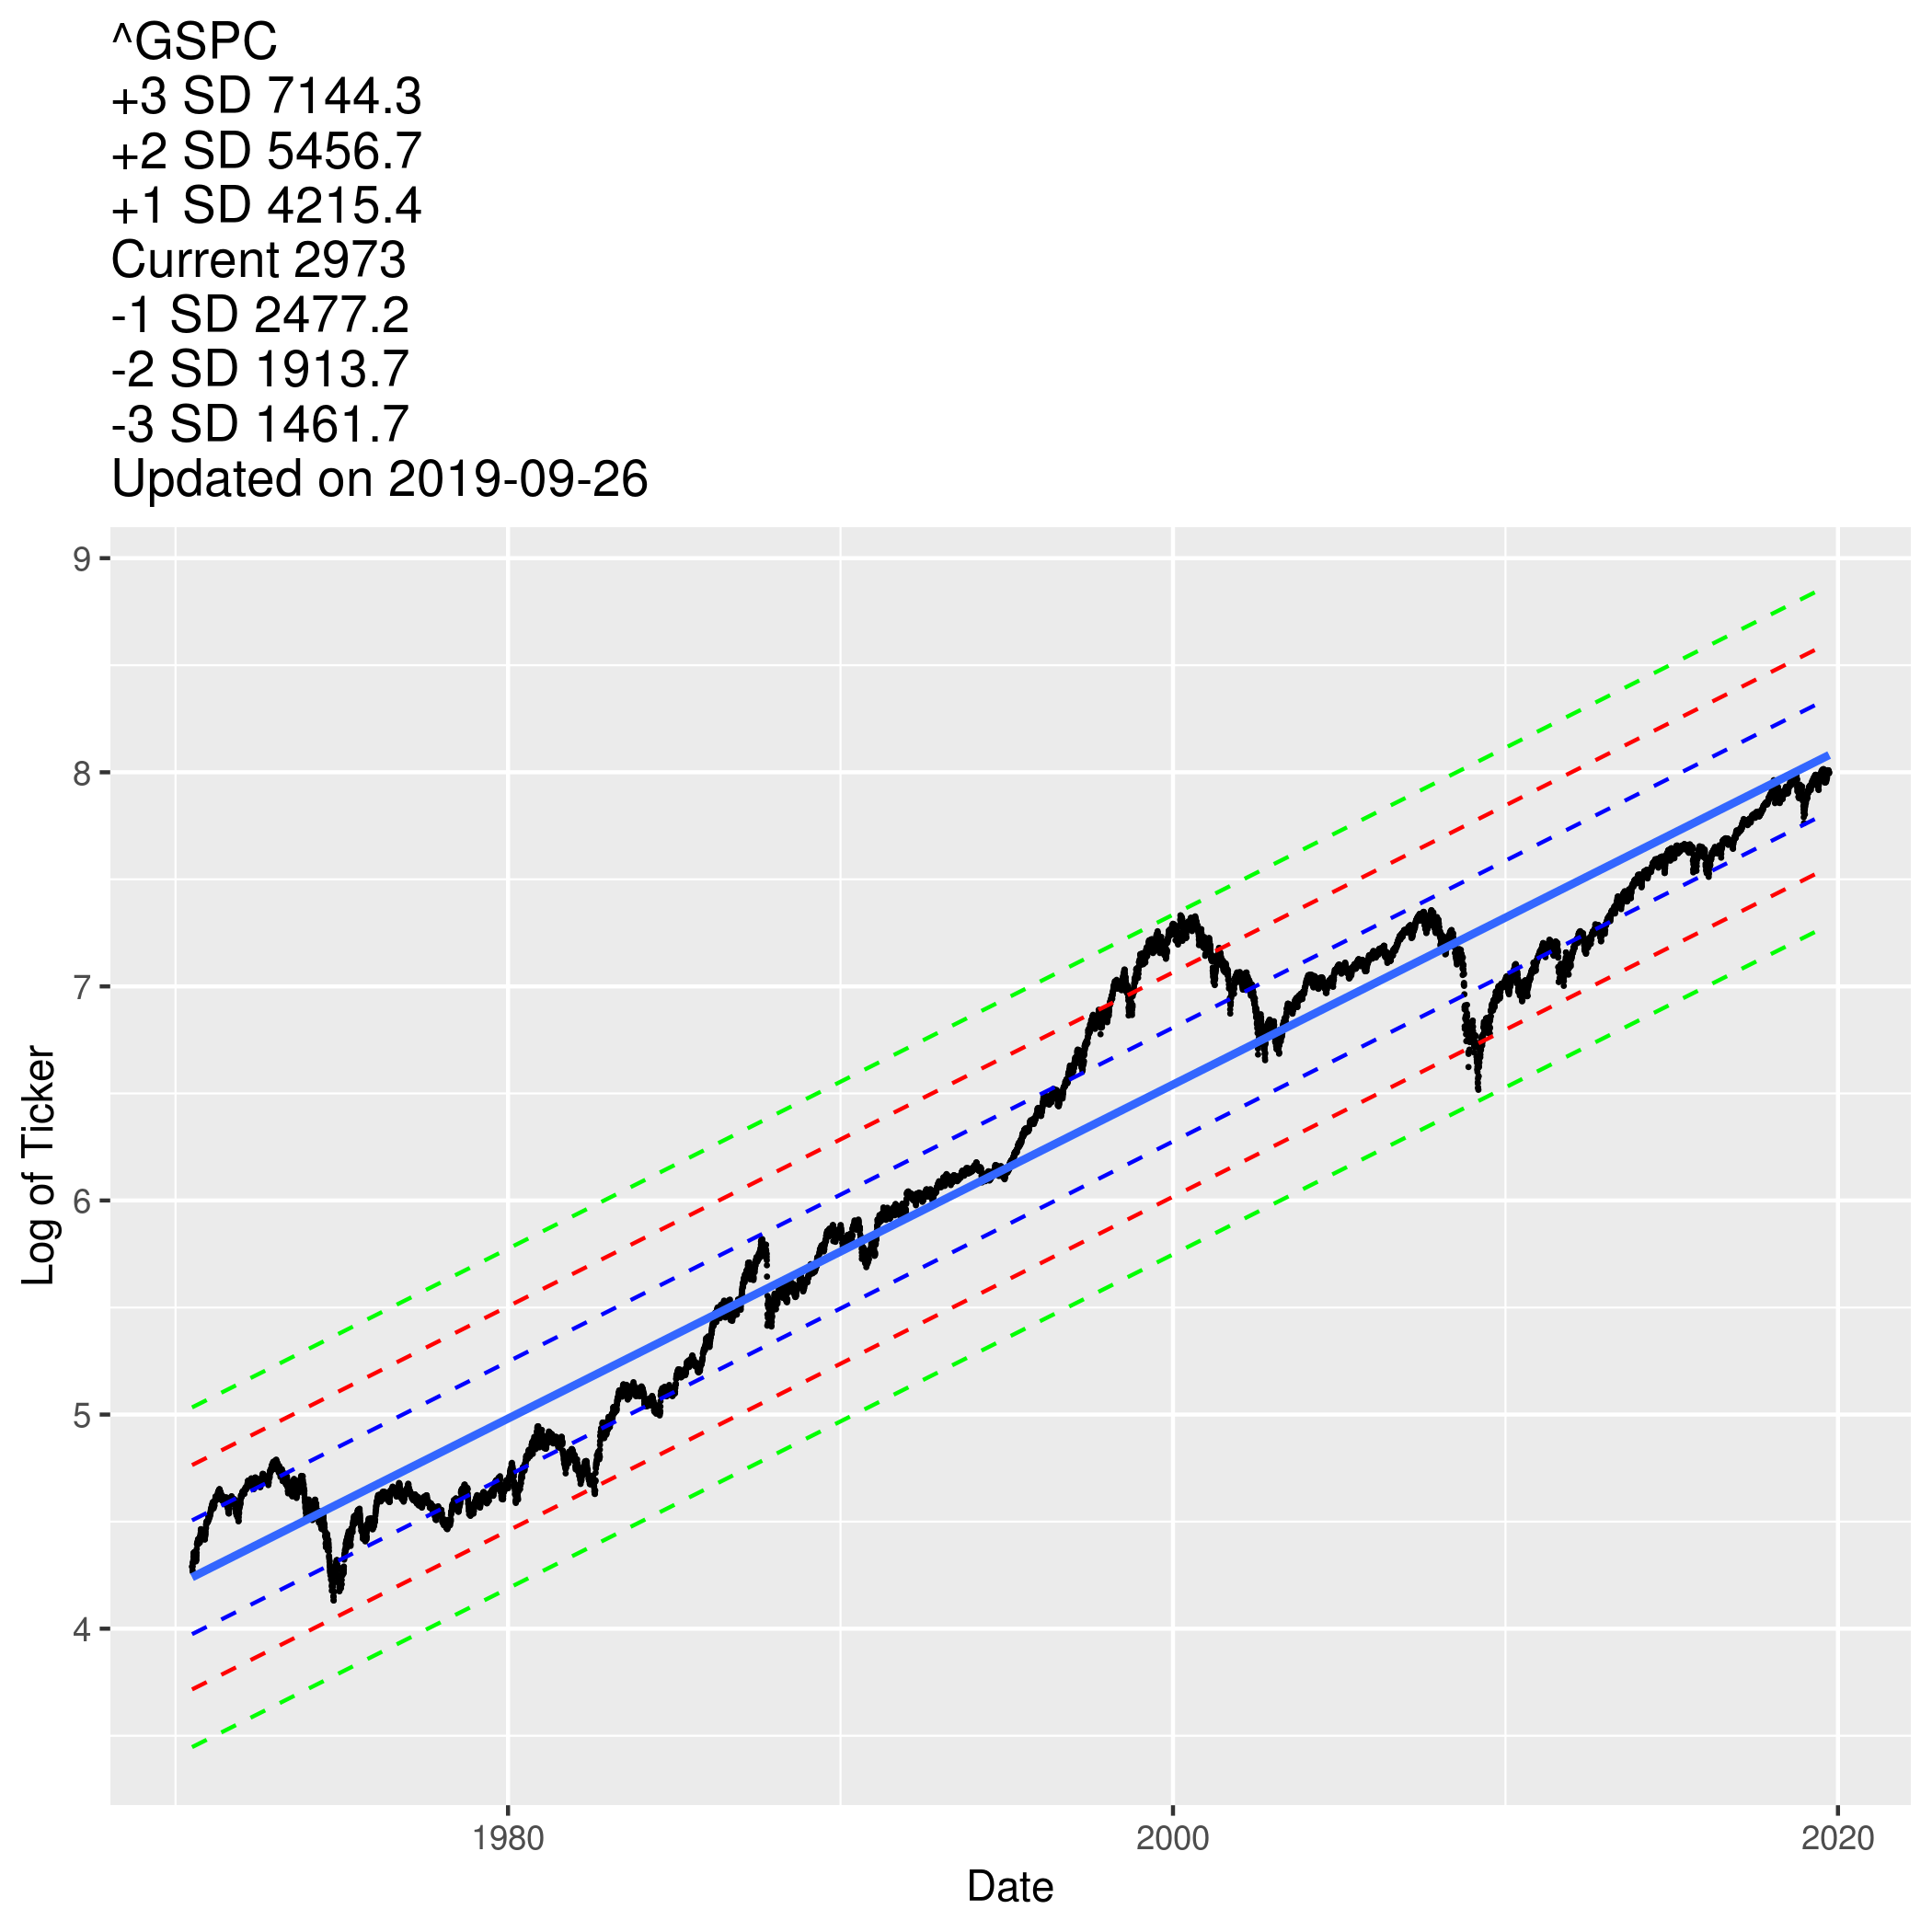 ^GSPC
+3 SD 7144.3
+2 SD 5456.7
+1 SD 4215.4
Current 2973
-1 SD 2477.2
-2 SD 1913.7
-3 SD 1461.7
Updated on 2019-09-26
9
8
7
6
5
4
Log of Ticker
1980 2000 2020
Date